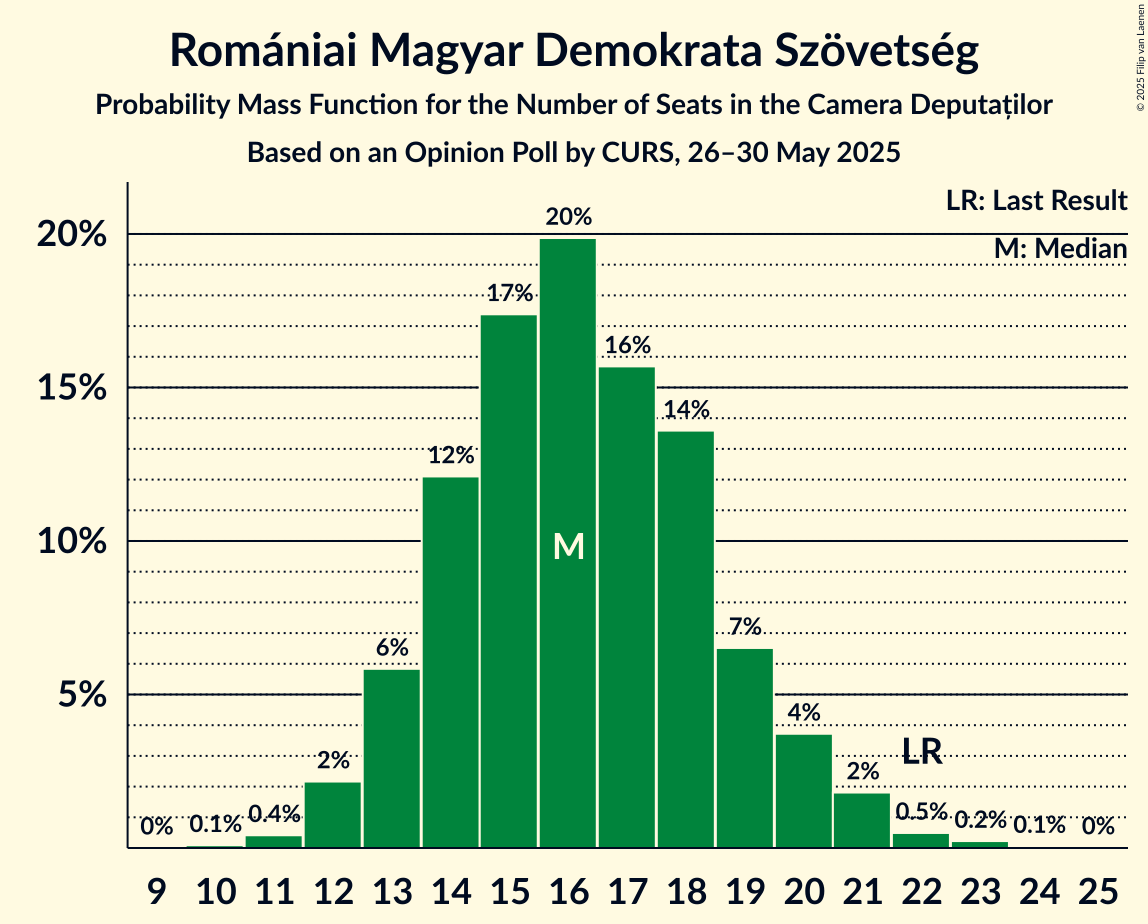 Romániai Magyar Demokrata Szövetség
Probability Mass Function for the Number of Seats in the Camera Deputaților
Based on an Opinion Poll by CURS, 26–30 May 2025
© 2025 Filip van Laenen
LR: Last Result
M: Median
20%
15%
10%
5%
0%
0.1%
0.4%
2%
6%
12%
17%
20%
16%
14%
7%
4%
2%
0.5%
0.2%
0.1%
0%
M
LR
9 10 11 12 13 14 15 16 17 18 19 20 21 22 23 24 25